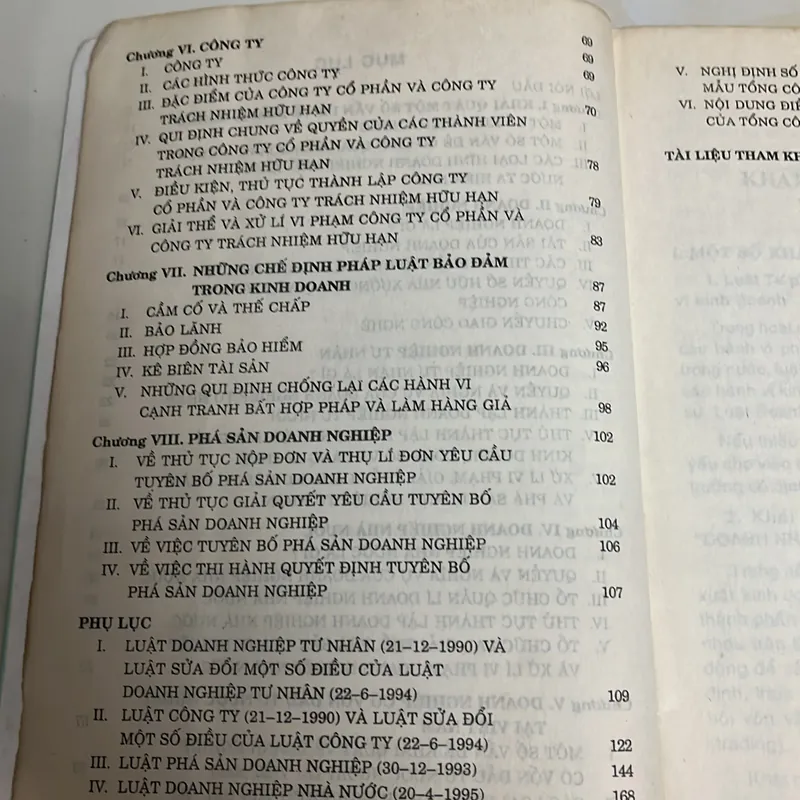 Chương VI. CÔNG TY 69
I. CÔNG TY 69
II. CÁC HÌNH THỨC CÔNG TY 69
III. ĐẶC ĐIỂM CỦA CÔNG TY CỔ PHẦN VÀ CÔNG TY
TRÁCH NHIỆM HỮU HẠN 70
IV. QUI ĐỊNH CHUNG VỀ QUYỀN CỦA CÁC THÀNH VIÊN
TRONG CÔNG TY CỔ PHẦN VÀ CÔNG TY
TRÁCH NHIỆM HỮU HẠN 78
V. ĐIỀU KIỆN, THỦ TỤC THÀNH LẬP CÔNG TY
CỔ PHẦN VÀ CÔNG TY TRÁCH NHIỆM HỮU HẠN 79
VI. GIẢI THỂ VÀ XỬ LÍ VI PHẠM CÔNG TY CỔ PHẦN VÀ
CÔNG TY TRÁCH NHIỆM HỮU HẠN 83
Chương VII. NHỮNG CHẾ ĐỊNH PHÁP LUẬT BẢO ĐẢM
TRONG KINH DOANH 87
I. CẦM CỐ VÀ THẾ CHẤP 87
II. BẢO LÃNH 92
III. HỢP ĐỒNG BẢO HIỂM 95
IV. KÊ BIÊN TÀI SẢN 96
V. NHỮNG QUI ĐỊNH CHỐNG LẠI CÁC HÀNH VI
CẠNH TRANH BẤT HỢP PHÁP VÀ LÀM HÀNG GIẢ 98
Chương VIII. PHÁ SẢN DOANH NGHIỆP 102
I. VỀ THỦ TỤC NỘP ĐƠN VÀ THỤ LÍ ĐƠN YÊU CẦU
TUYÊN BỐ PHÁ SẢN DOANH NGHIỆP 102
II. VỀ THỦ TỤC GIẢI QUYẾT YÊU CẦU TUYÊN BỐ
PHÁ SẢN DOANH NGHIỆP 104
III. VỀ VIỆC TUYÊN BỐ PHÁ SẢN DOANH NGHIỆP 106
IV. VỀ VIỆC THI HÀNH QUYẾT ĐỊNH TUYÊN BỐ
PHÁ SẢN DOANH NGHIỆP 107
PHỤ LỤC
I. LUẬT DOANH NGHIỆP TƯ NHÂN (21–12–1990) VÀ
LUẬT SỬA ĐỔI MỘT SỐ ĐIỀU CỦA LUẬT
DOANH NGHIỆP TƯ NHÂN (22–6–1994) 109
II. LUẬT CÔNG TY (21–12–1990) VÀ LUẬT SỬA ĐỔI
MỘT SỐ ĐIỀU CỦA LUẬT CÔNG TY (22–6–1994) 122
III. LUẬT PHÁ SẢN DOANH NGHIỆP (30–12–1993) 144
IV. LUẬT DOANH NGHIỆP NHÀ NƯỚC (20–4–1995) 168
V. NGHỊ ĐỊNH SỐ
MẪU TỔNG CÔ
VI. NỘI DUNG ĐIỀ
CỦA TỔNG CÔ
TÀI LIỆU THAM KH